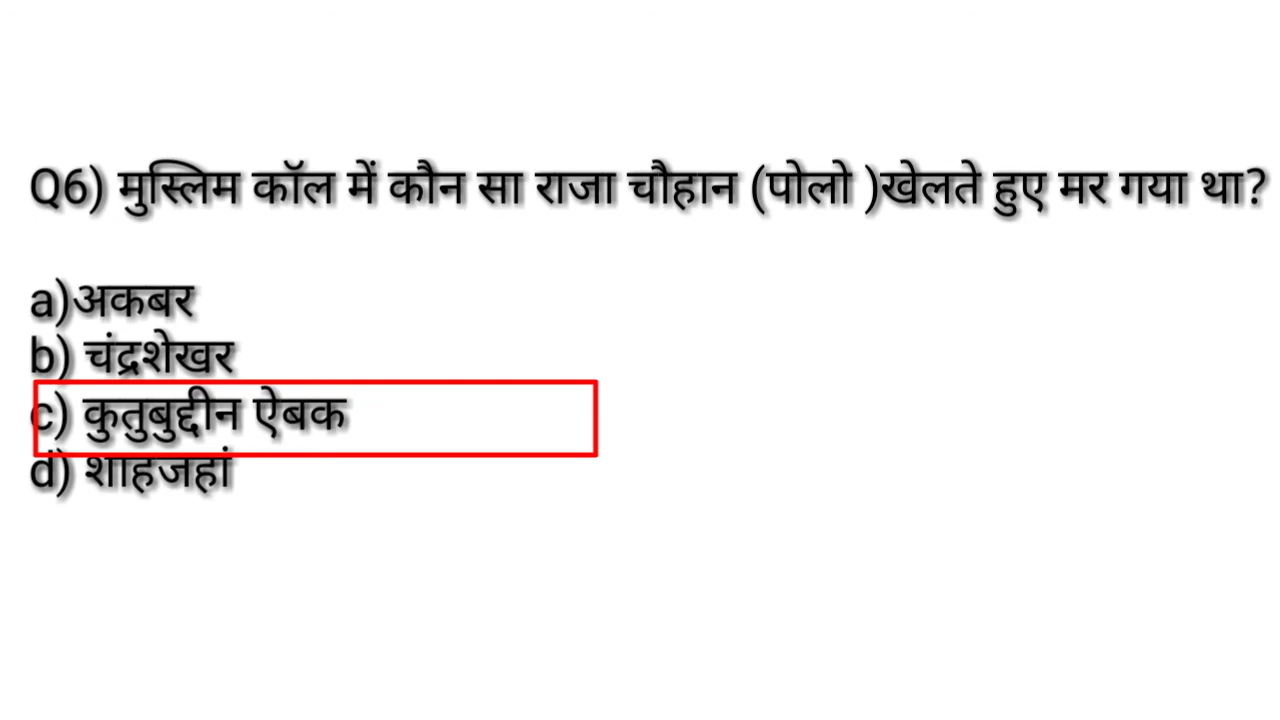 Q6) मुस्लिम कॉल में कौन सा राजा चौहान (पोलो )खेलते हुए मर गया था?
a)अकबर
b) चंद्रशेखर
c) कुतुबुद्दीन ऐबक
d) शाहजहां